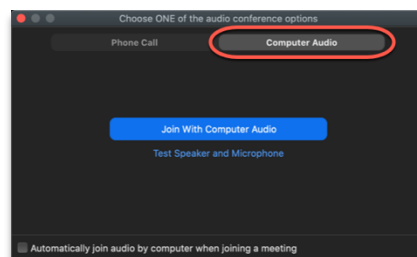 Choose ONE of the audio conference options
Phone Call
Computer Audio
Join With Computer Audio
Test Speaker and Microphone
Automatically join audio by computer when joining a meeting